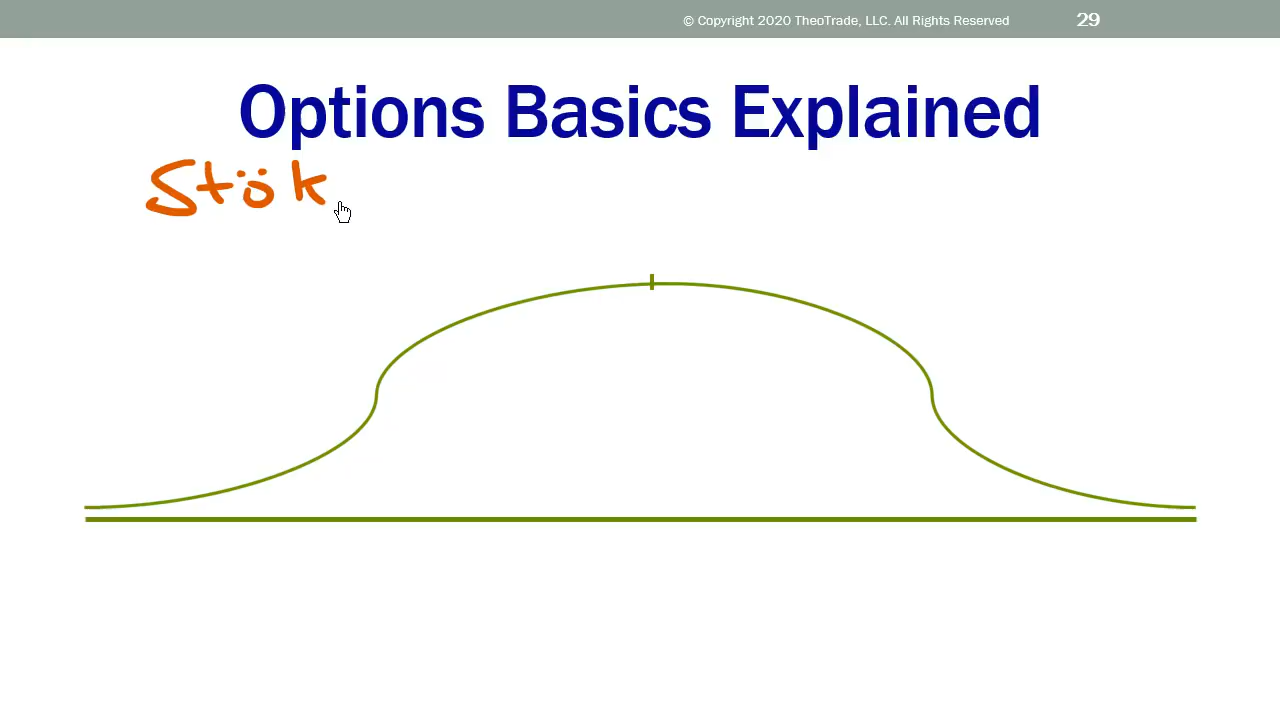 © Copyright 2020 TheoTrade, LLC. All Rights Reserved 29
Options Basics Explained
Stök